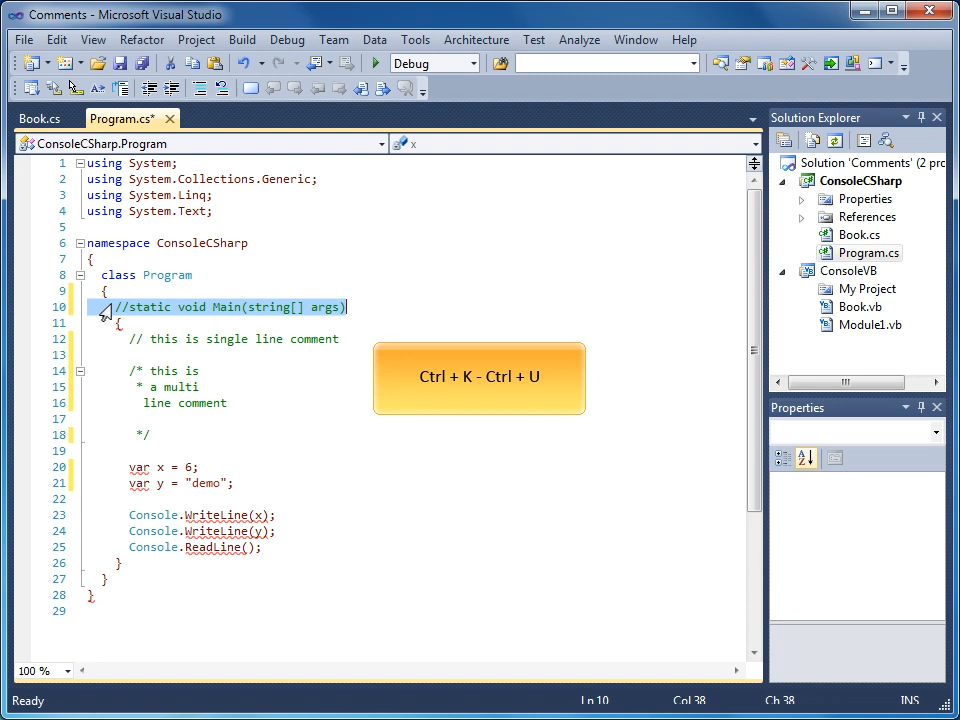 Comments - Microsoft Visual Studio
File Edit View Refactor Project Build Debug Team Data Tools Architecture Test Analyze Window Help
Debug
Book.cs Program.cs*
ConsoleCSharp.Program x
1 using System;
2 using System.Collections.Generic;
3 using System.Linq;
4 using System.Text;
5
6 namespace ConsoleCSharp
7 {
8 class Program
9 {
10 //static void Main(string[] args)
11 {
12 // this is single line comment
13
14 /* this is
15 * a multi
16 line comment
17
18 */
19
20 var x = 6;
21 var y = "demo";
22
23 Console.WriteLine(x);
24 Console.WriteLine(y);
25 Console.ReadLine();
26 }
27 }
28 }
29
Ctrl + K - Ctrl + U
100 %
Solution Explorer
Solution 'Comments' (2 prc
ConsoleCSharp
Properties
References
Book.cs
Program.cs
ConsoleVB
My Project
Book.vb
Module1.vb
Properties
Ready Ln 10 Col 38 Ch 38 INS